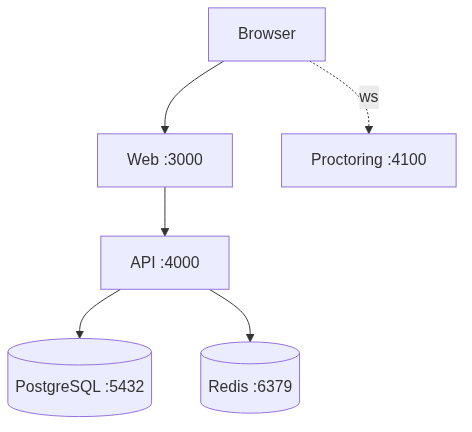 Browser
ws
Web :3000
Proctoring :4100
API :4000
PostgreSQL :5432
Redis :6379